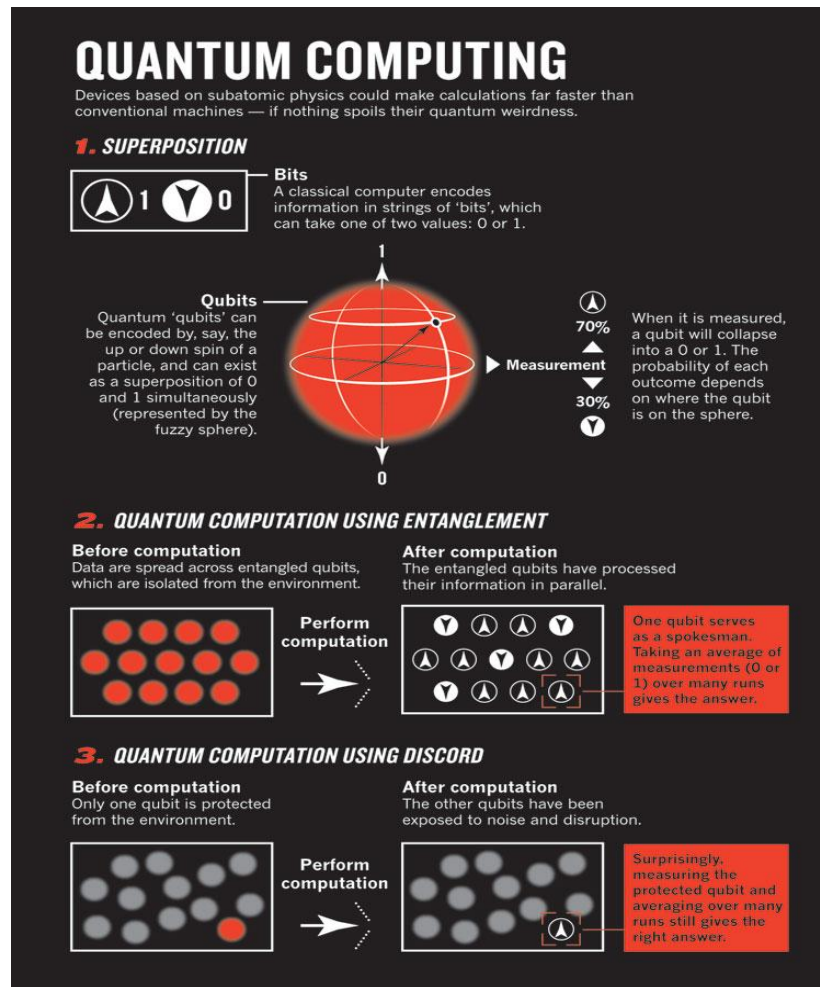 QUANTUM COMPUTING
Devices based on subatomic physics could make calculations far faster than
conventional machines — if nothing spoils their quantum weirdness.
1. SUPERPOSITION
1 0
Bits
A classical computer encodes
information in strings of ‘bits’, which
can take one of two values: 0 or 1.
1
Qubits
Quantum ‘qubits’ can
be encoded by, say, the
up or down spin of a
particle, and can exist
as a superposition of 0
and 1 simultaneously
(represented by the
fuzzy sphere).
0
70%
Measurement
30%
When it is measured,
a qubit will collapse
into a 0 or 1. The
probability of each
outcome depends
on where the qubit
is on the sphere.
2. QUANTUM COMPUTATION USING ENTANGLEMENT
Before computation
Data are spread across entangled qubits,
which are isolated from the environment.
Perform
computation
After computation
The entangled qubits have processed
their information in parallel.
One qubit serves
as a spokesman.
Taking an average of
measurements (0 or
1) over many runs
gives the answer.
3. QUANTUM COMPUTATION USING DISCORD
Before computation
Only one qubit is protected
from the environment.
Perform
computation
After computation
The other qubits have been
exposed to noise and disruption.
Surprisingly,
measuring the
protected qubit and
averaging over many
runs still gives the
right answer.